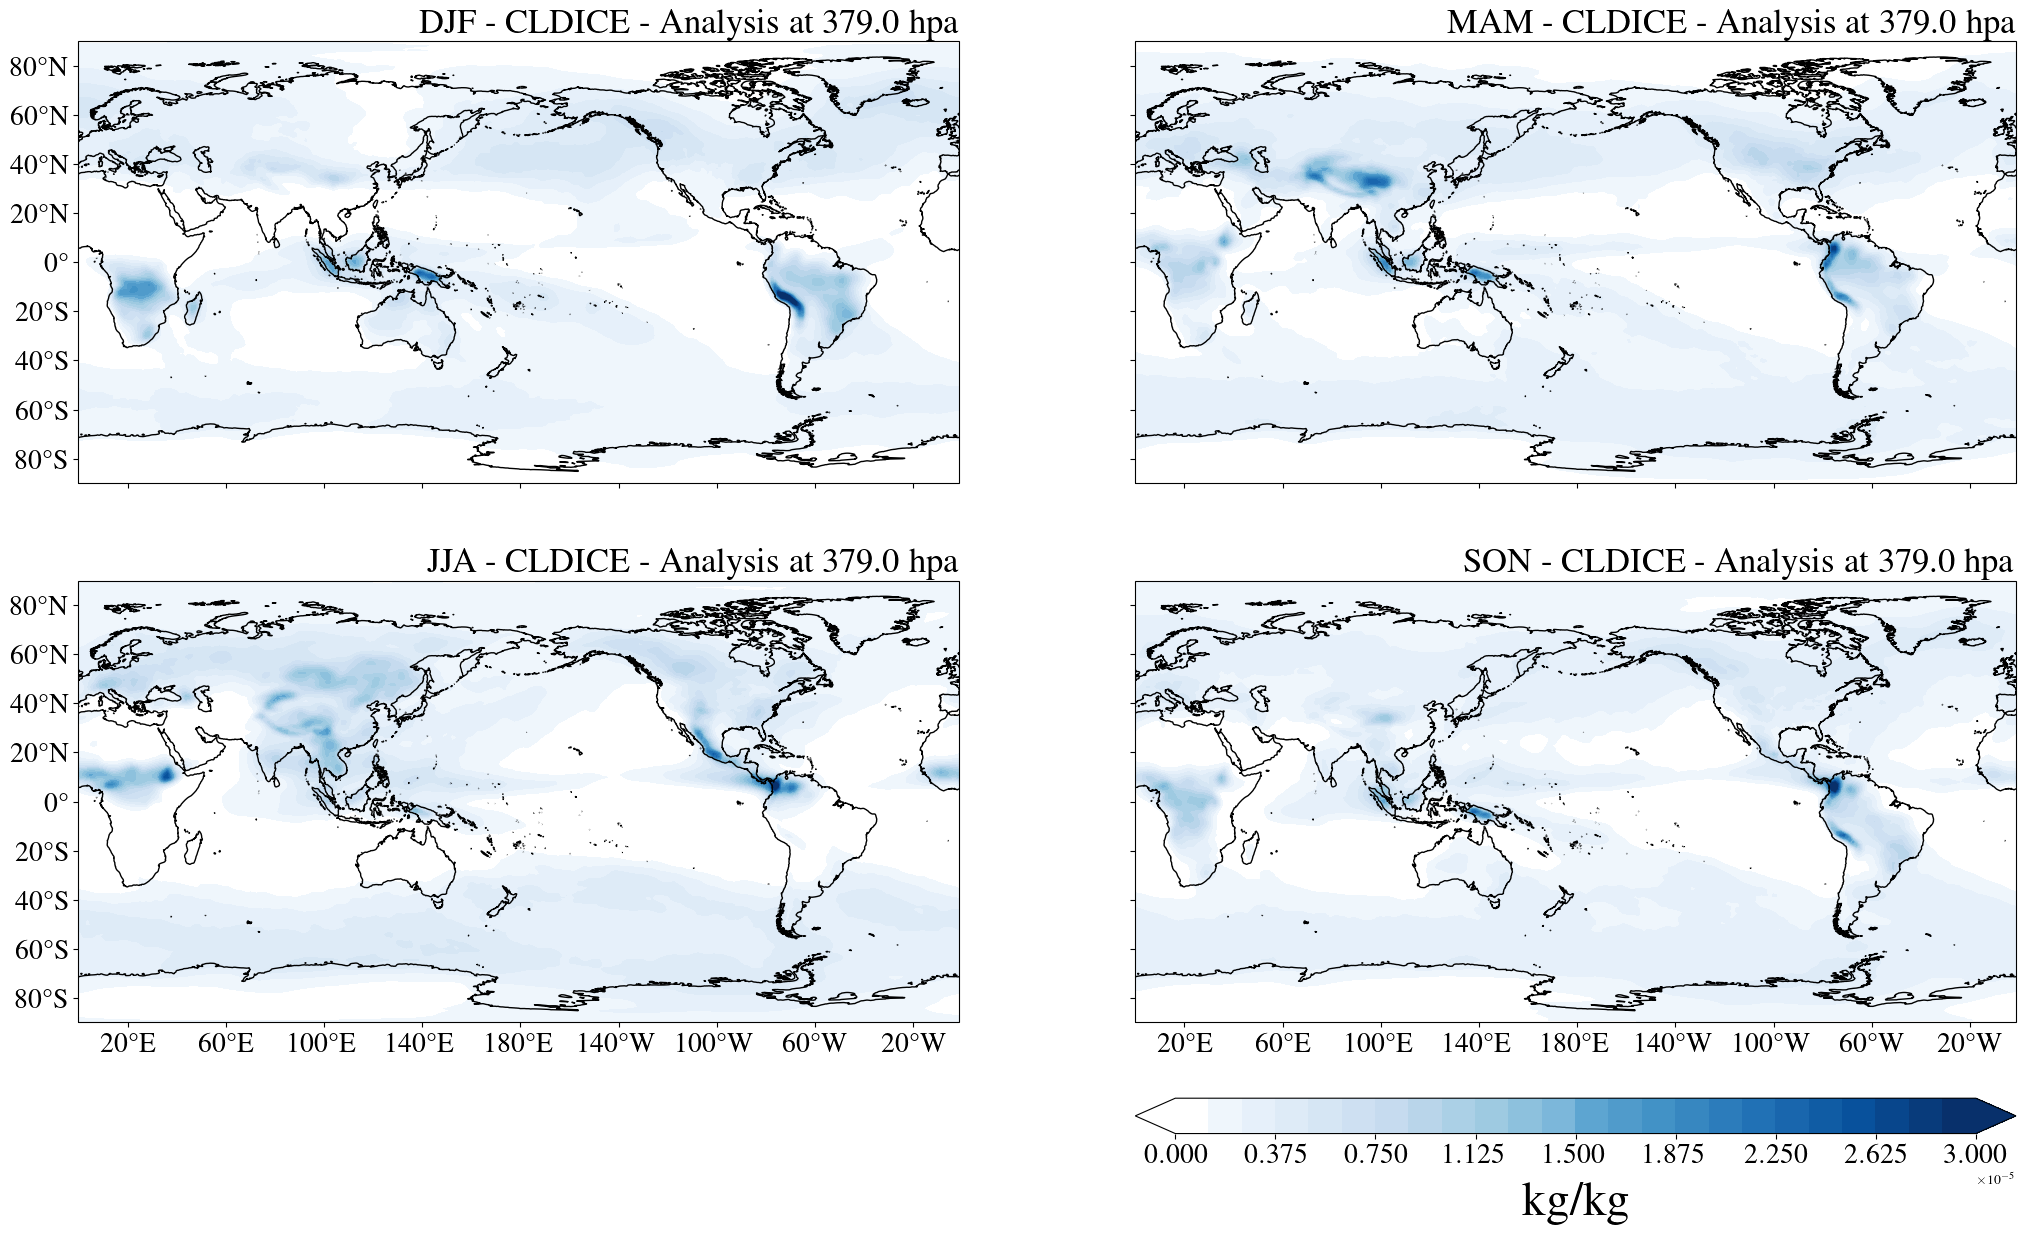 DJF - CLDICE - Analysis at 379.0 hpa
MAM - CLDICE - Analysis at 379.0 hpa
80°N
60°N
40°N
20°N
0°
20°S
40°S
60°S
80°S
JJA - CLDICE - Analysis at 379.0 hpa
SON - CLDICE - Analysis at 379.0 hpa
80°N
60°N
40°N
20°N
0°
20°S
40°S
60°S
80°S
20°E 60°E 100°E 140°E 180°E 140°W 100°W 60°W 20°W
20°E 60°E 100°E 140°E 180°E 140°W 100°W 60°W 20°W
0.000 0.375 0.750 1.125 1.500 1.875 2.250 2.625 3.000
×10⁻⁵
kg/kg